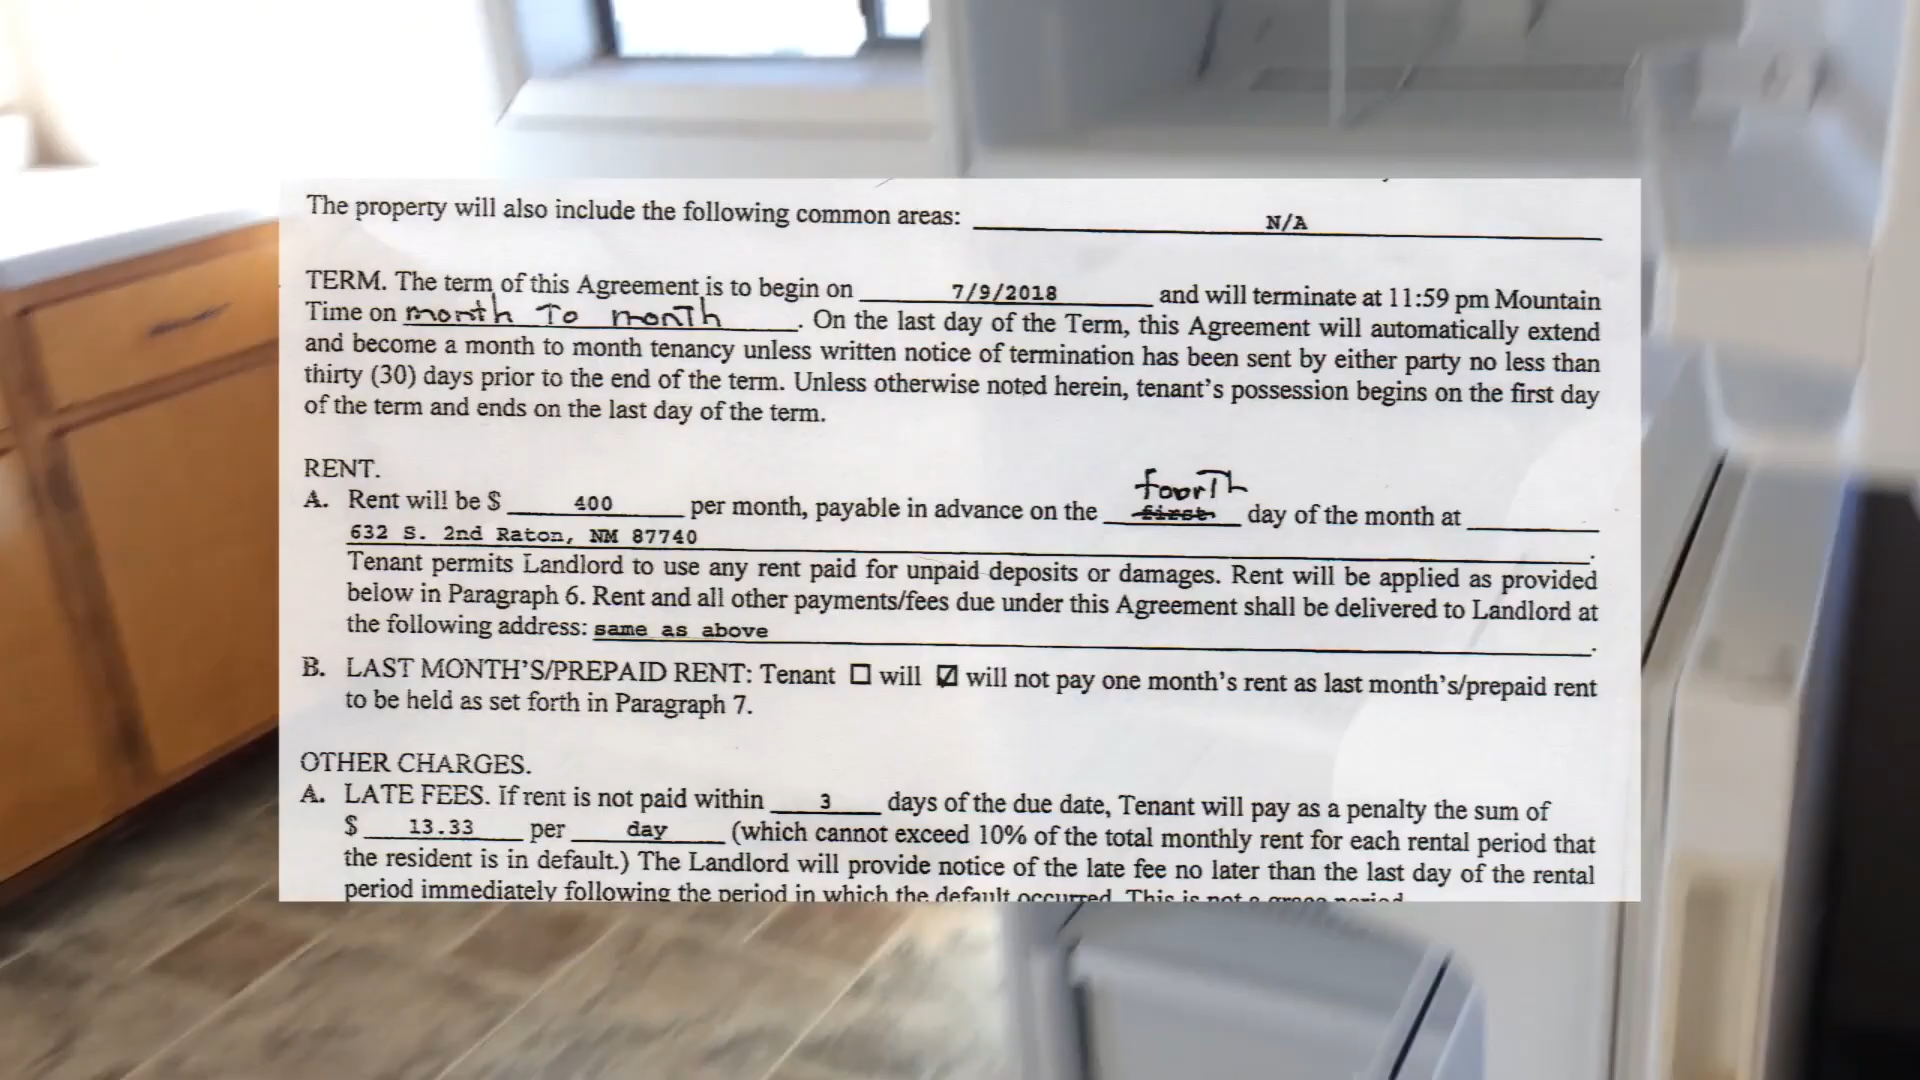 The property will also include the following common areas: N/A
TERM. The term of this Agreement is to begin on 7/9/2018 and will terminate at 11:59 pm Mountain
Time on month To month. On the last day of the Term, this Agreement will automatically extend
and become a month to month tenancy unless written notice of termination has been sent by either party no less than
thirty (30) days prior to the end of the term. Unless otherwise noted herein, tenant's possession begins on the first day
of the term and ends on the last day of the term.
RENT.
foorTh
A. Rent will be $ 400 per month, payable in advance on the first day of the month at
632 S. 2nd Raton, NM 87740.
Tenant permits Landlord to use any rent paid for unpaid deposits or damages. Rent will be applied as provided
below in Paragraph 6. Rent and all other payments/fees due under this Agreement shall be delivered to Landlord at
the following address: same as above.
B. LAST MONTH'S/PREPAID RENT: Tenant ☐ will ☑ will not pay one month's rent as last month's/prepaid rent
to be held as set forth in Paragraph 7.
OTHER CHARGES.
A. LATE FEES. If rent is not paid within 3 days of the due date, Tenant will pay as a penalty the sum of
$ 13.33 per day (which cannot exceed 10% of the total monthly rent for each rental period that
the resident is in default.) The Landlord will provide notice of the late fee no later than the last day of the rental
period immediately following the period in which the default occurred. This is not a grace period